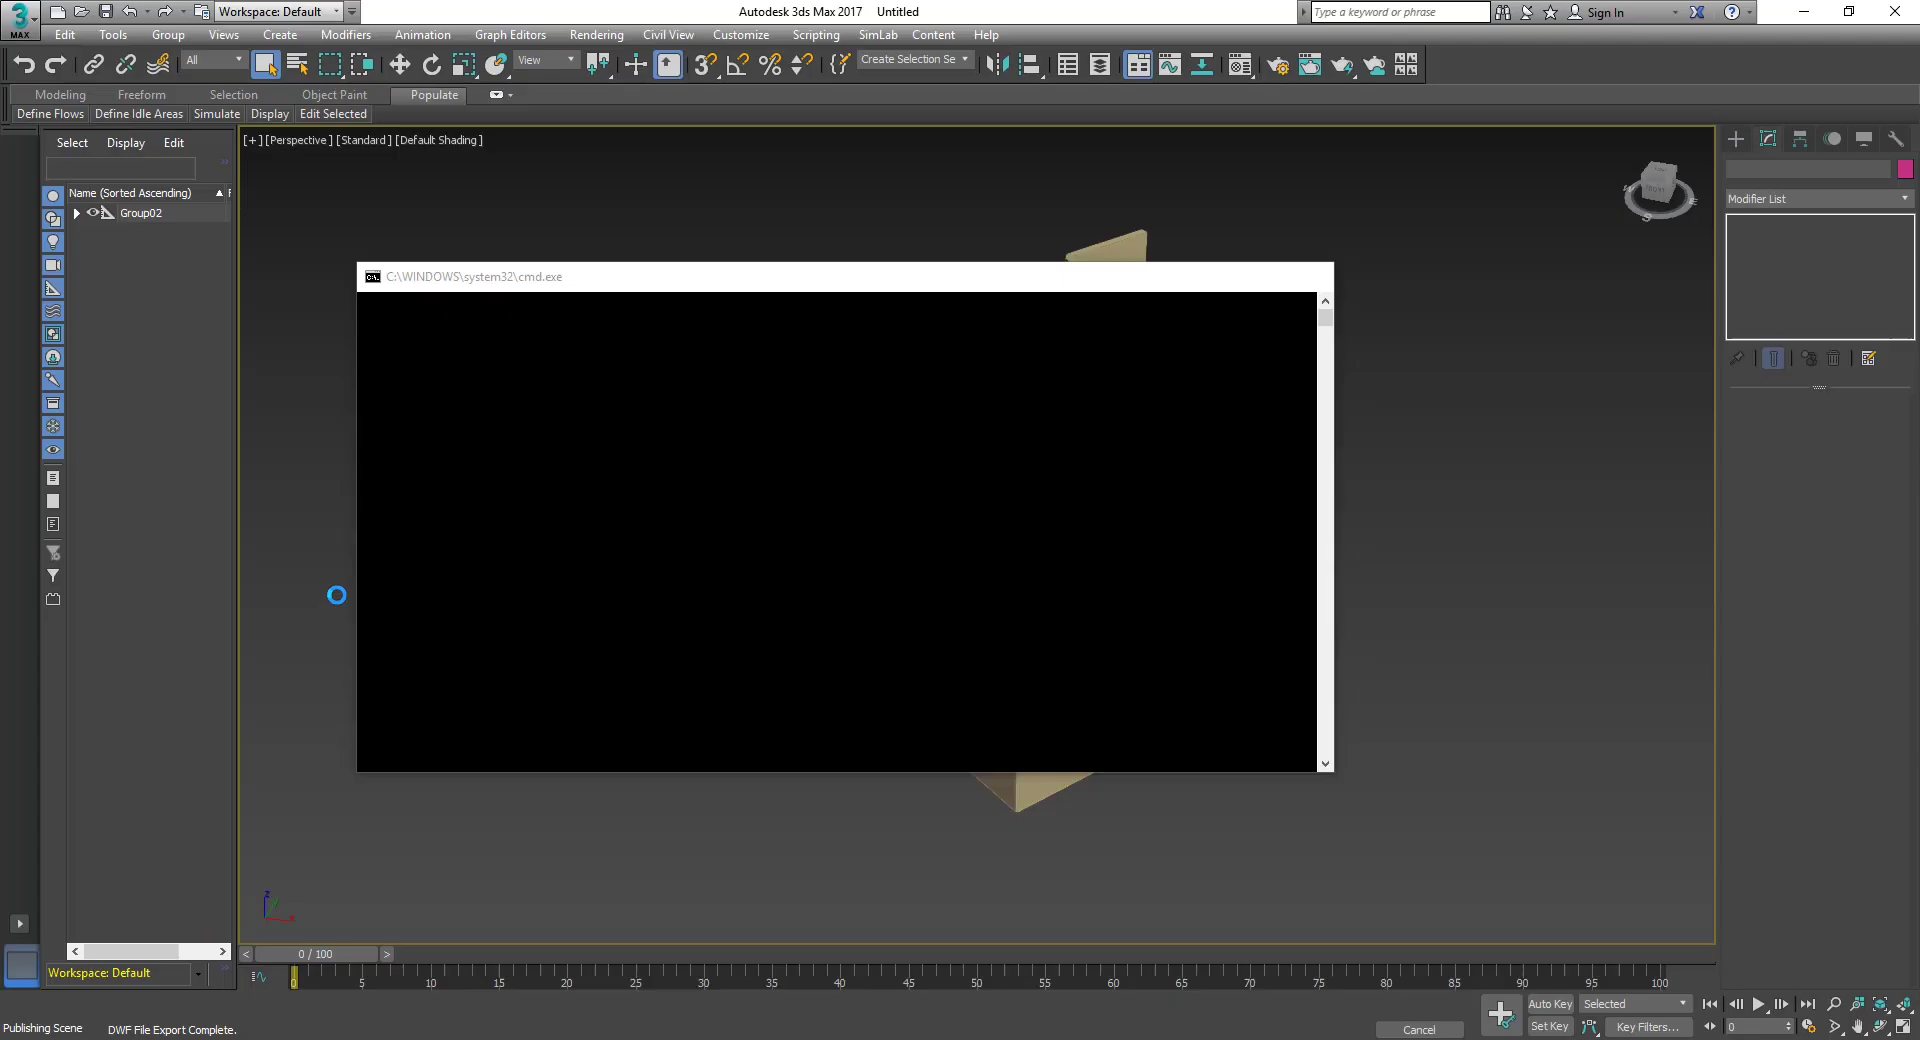 3 MAX Workspace: Default Autodesk 3ds Max 2017 Untitled Type a keyword or phrase Sign In
Edit Tools Group Views Create Modifiers Animation Graph Editors Rendering Civil View Customize Scripting SimLab Content Help
All View Create Selection Se
Modeling Freeform Selection Object Paint Populate
Define Flows Define Idle Areas Simulate Display Edit Selected
Select Display Edit
[+] [Perspective ] [Standard ] [Default Shading ]
Name (Sorted Ascending) F
Modifier List
Group02
C:\WINDOWS\system32\cmd.exe
z
x
< 0 / 100 >
Workspace: Default
0 5 10 15 20 25 30 35 40 45 50 55 60 65 70 75 80 85 90 95 100
Auto Key Selected
Publishing Scene DWF File Export Complete. Cancel Set Key Key Filters... 0